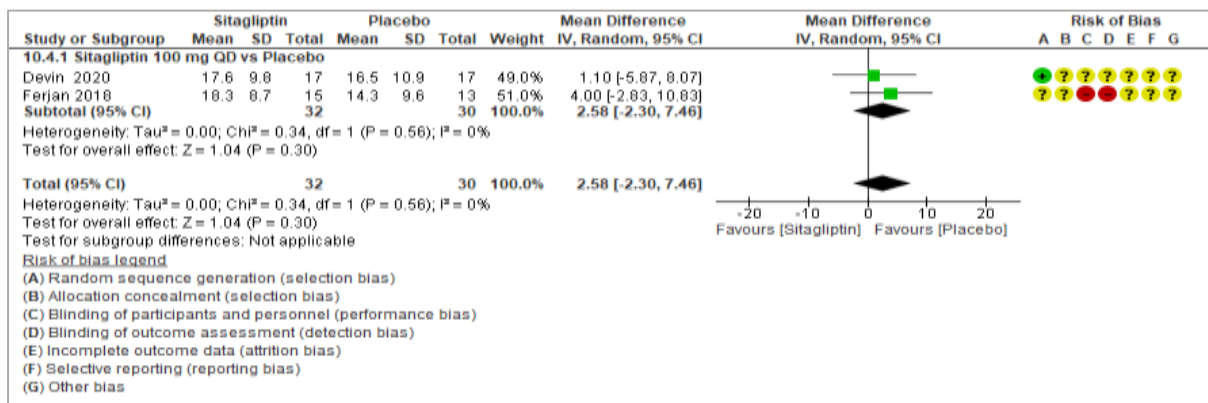 Sitagliptin Placebo Mean Difference Mean Difference Risk of Bias
Study or Subgroup Mean SD Total Mean SD Total Weight IV, Random, 95% CI IV, Random, 95% CI A B C D E F G
10.4.1 Sitagliptin 100 mg QD vs Placebo
Devin 2020 17.6 9.8 17 16.5 10.9 17 49.0% 1.10 [-5.87, 8.07] + ? ? ? ? ? ?
Ferjan 2018 18.3 8.7 15 14.3 9.6 13 51.0% 4.00 [-2.83, 10.83] ? ? - - ? ? ?
Subtotal (95% CI) 32 30 100.0% 2.58 [-2.30, 7.46]
Heterogeneity: Tau² = 0.00; Chi² = 0.34, df = 1 (P = 0.56); I² = 0%
Test for overall effect: Z = 1.04 (P = 0.30)
Total (95% CI) 32 30 100.0% 2.58 [-2.30, 7.46]
Heterogeneity: Tau² = 0.00; Chi² = 0.34, df = 1 (P = 0.56); I² = 0%
Test for overall effect: Z = 1.04 (P = 0.30)
Test for subgroup differences: Not applicable
-20 -10 0 10 20
Favours [Sitagliptin] Favours [Placebo]
Risk of bias legend
(A) Random sequence generation (selection bias)
(B) Allocation concealment (selection bias)
(C) Blinding of participants and personnel (performance bias)
(D) Blinding of outcome assessment (detection bias)
(E) Incomplete outcome data (attrition bias)
(F) Selective reporting (reporting bias)
(G) Other bias